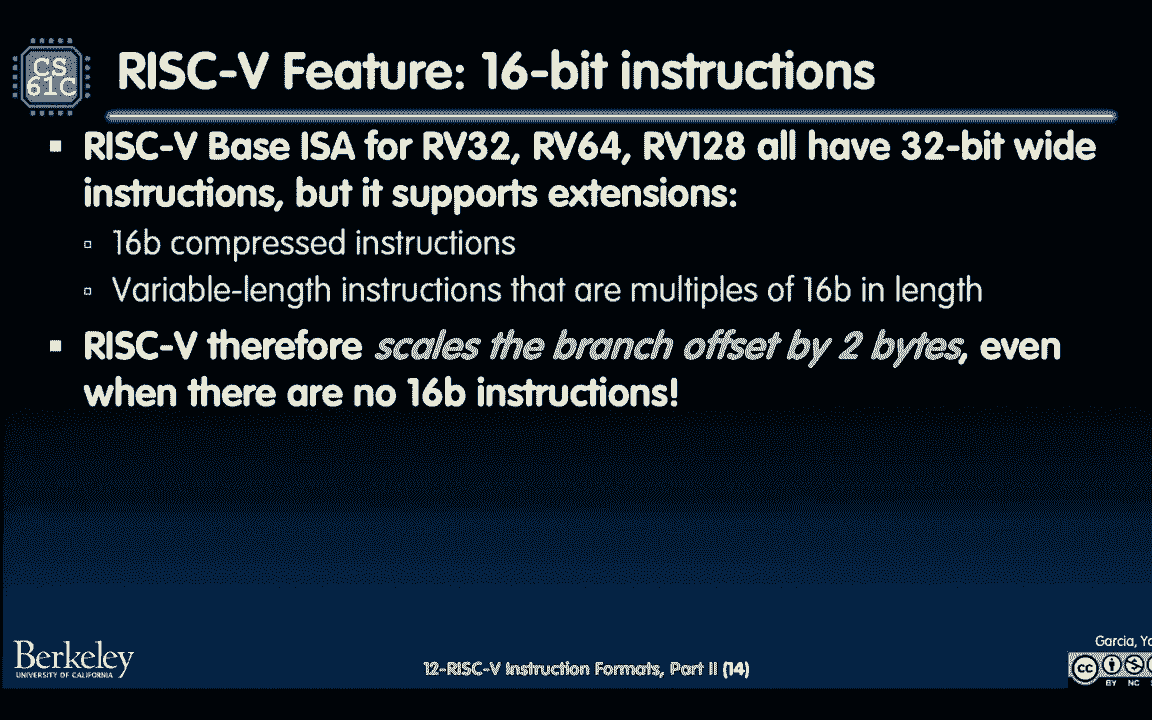 CS
61C
RISC-V Feature: 16-bit instructions
▪ RISC-V Base ISA for RV32, RV64, RV128 all have 32-bit wide
instructions, but it supports extensions:
▫ 16b compressed instructions
▫ Variable-length instructions that are multiples of 16b in length
▪ RISC-V therefore scales the branch offset by 2 bytes, even
when there are no 16b instructions!
Berkeley
UNIVERSITY OF CALIFORNIA
12-RISC-V Instruction Formats, Part II (14)
Garcia,
cc
BY NC